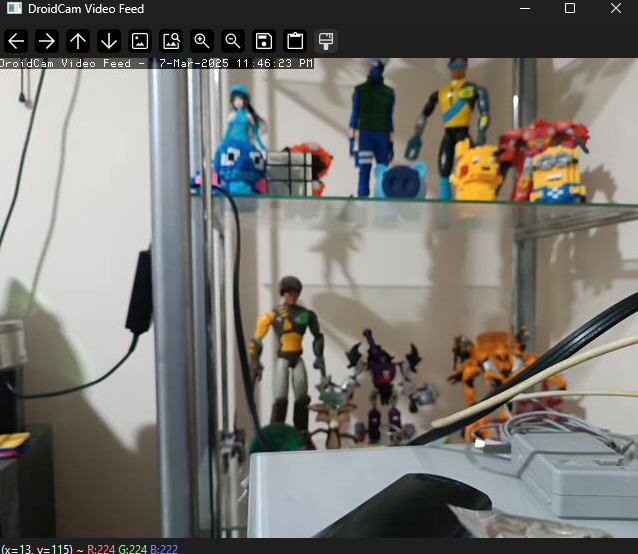 DroidCam Video Feed
DroidCam Video Feed - 7-Mar-2025 11:46:23 PM
(x=13, y=115) ~ R:224 G:224 B:222